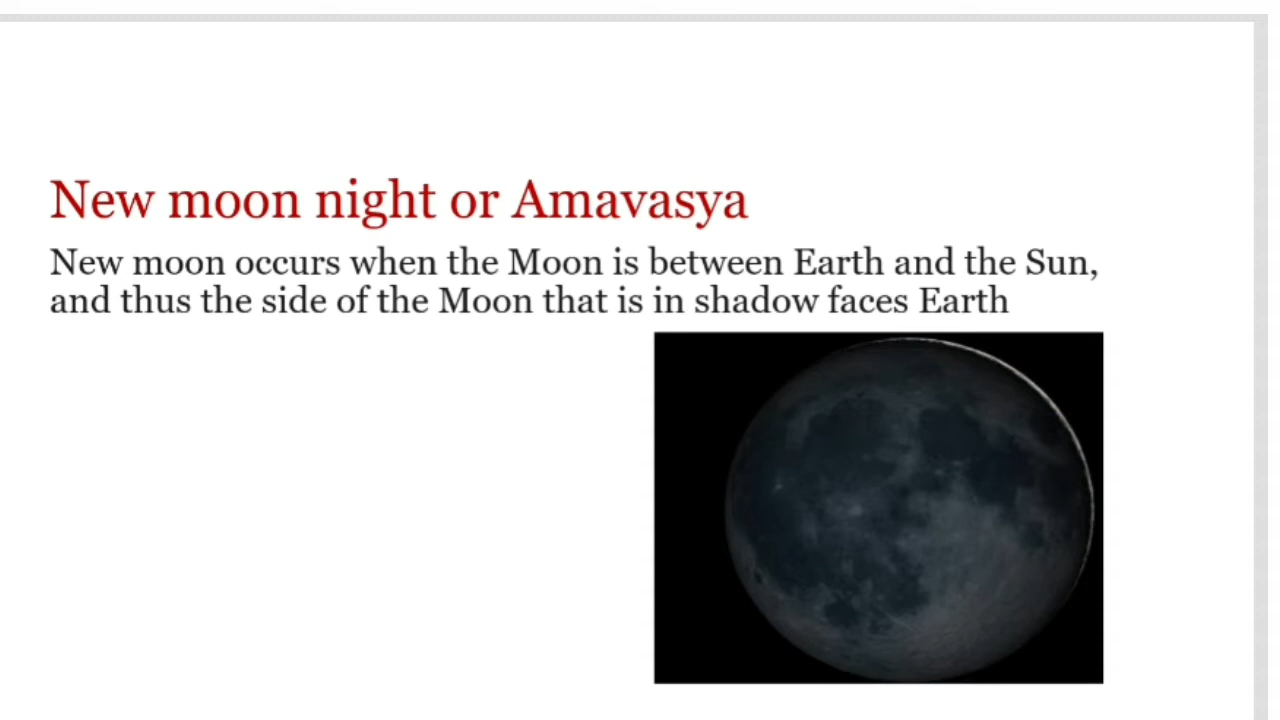 New moon night or Amavasya
New moon occurs when the Moon is between Earth and the Sun,
and thus the side of the Moon that is in shadow faces Earth